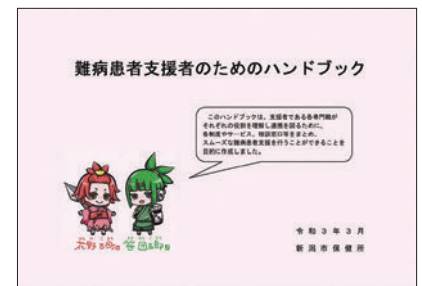 難病患者支援者のためのハンドブック
このハンドブックは、支援者である各専門職が
それぞれの役割を理解し連携を図るために、
各制度やサービス、相談窓口等をまとめ、
スムーズな難病患者支援を行うことができることを
目的に作成しました。
花野古町 笹団五郎
令和3年3月
新潟市保健所